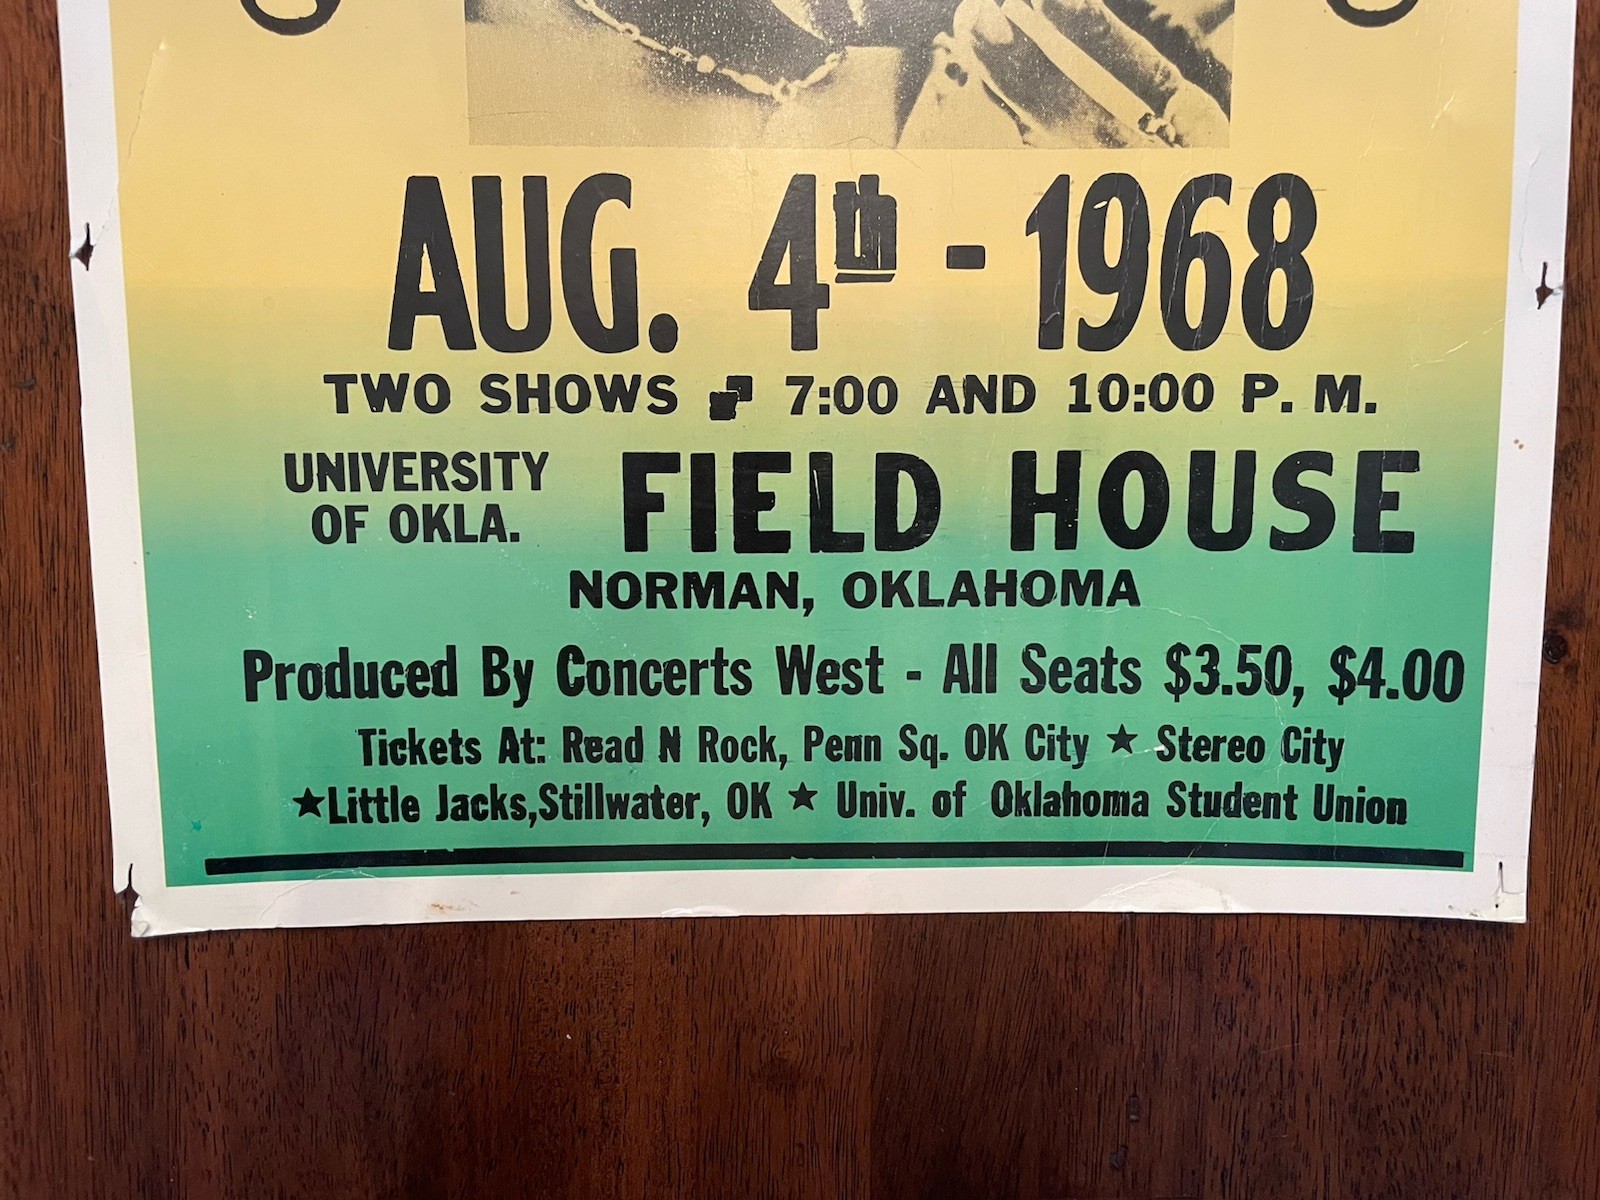 AUG. 4th - 1968
TWO SHOWS 7:00 AND 10:00 P. M.
UNIVERSITY
OF OKLA.
FIELD HOUSE
NORMAN, OKLAHOMA
Produced By Concerts West - All Seats $3.50, $4.00
Tickets At: Read N Rock, Penn Sq. OK City ★ Stereo City
★Little Jacks,Stillwater, OK ★ Univ. of Oklahoma Student Union